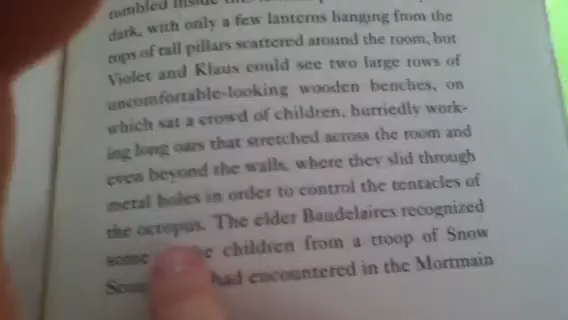 tumbled inside
dark, with only a few lanterns hanging from the
tops of tall pillars scattered around the room, but
Violet and Klaus could see two large rows of
uncomfortable-looking wooden benches, on
which sat a crowd of children, hurriedly work-
ing long oars that stretched across the room and
even beyond the walls, where they slid through
metal holes in order to control the tentacles of
the octopus. The elder Baudelaires recognized
some children from a troop of Snow
had encountered in the Mortmain